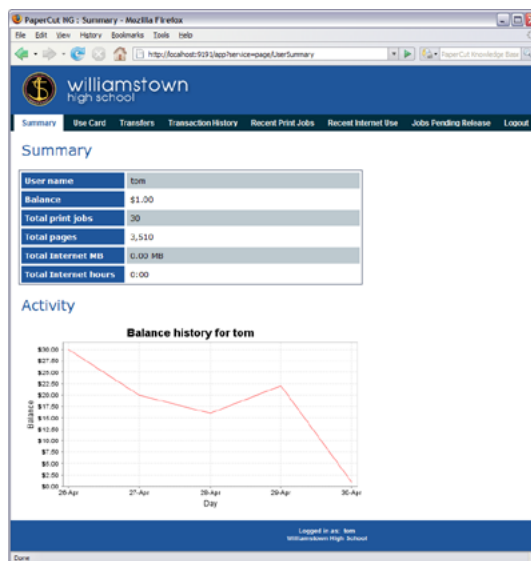 PaperCut NG : Summary - Mozilla Firefox
File Edit View History Bookmarks Tools Help
http://localhost:9191/app?service=page/UserSummary
PaperCut Knowledge Base
williamstown
high school
Summary Use Card Transfers Transaction History Recent Print Jobs Recent Internet Use Jobs Pending Release Logout
Summary
User name tom
Balance $1.00
Total print jobs 30
Total pages 3,510
Total Internet MB 0.00 MB
Total Internet hours 0:00
Activity
Balance history for tom
$30.00
$27.50
$25.00
$22.50
$20.00
$17.50
$15.00
$12.50
$10.00
$7.50
$5.00
$2.50
$0.00
Balance
26-Apr 27-Apr 28-Apr 29-Apr 30-Apr
Day
Logged in as: tom
Williamstown High School
Done